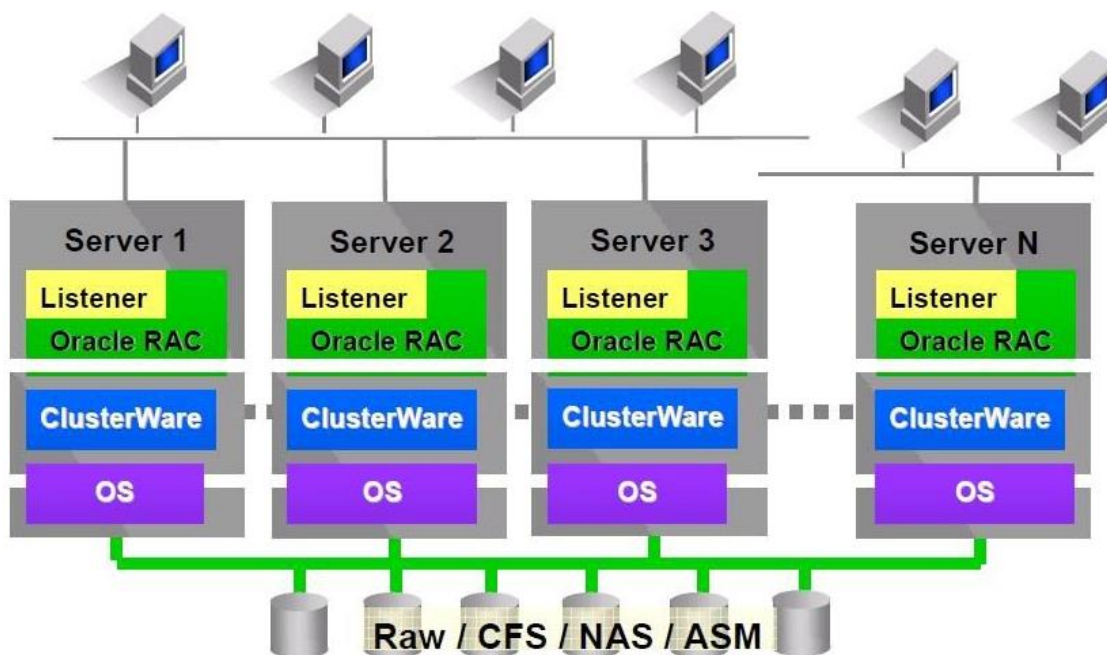 Server 1 Server 2 Server 3 Server N
Listener Listener Listener Listener
Oracle RAC Oracle RAC Oracle RAC Oracle RAC
ClusterWare ClusterWare ClusterWare ClusterWare
OS OS OS OS
Raw / CFS / NAS / ASM